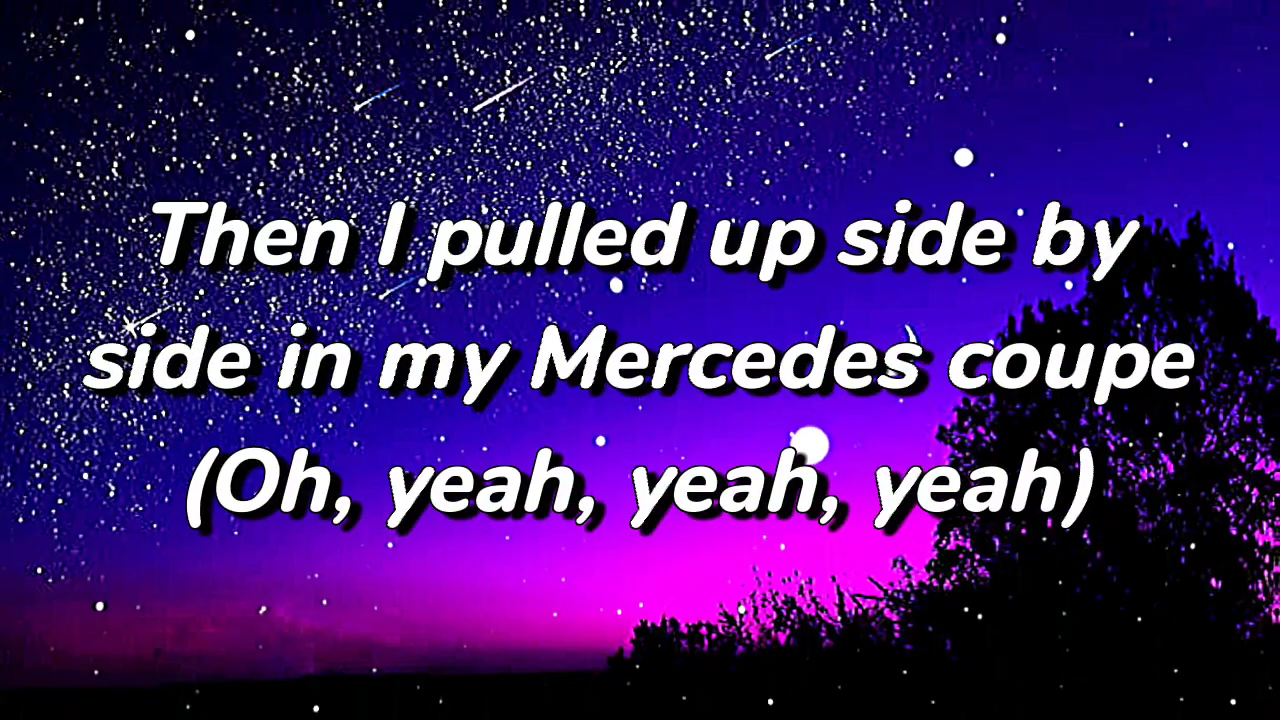 Then I pulled up side by
side in my Mercedes coupe
(Oh, yeah, yeah, yeah)